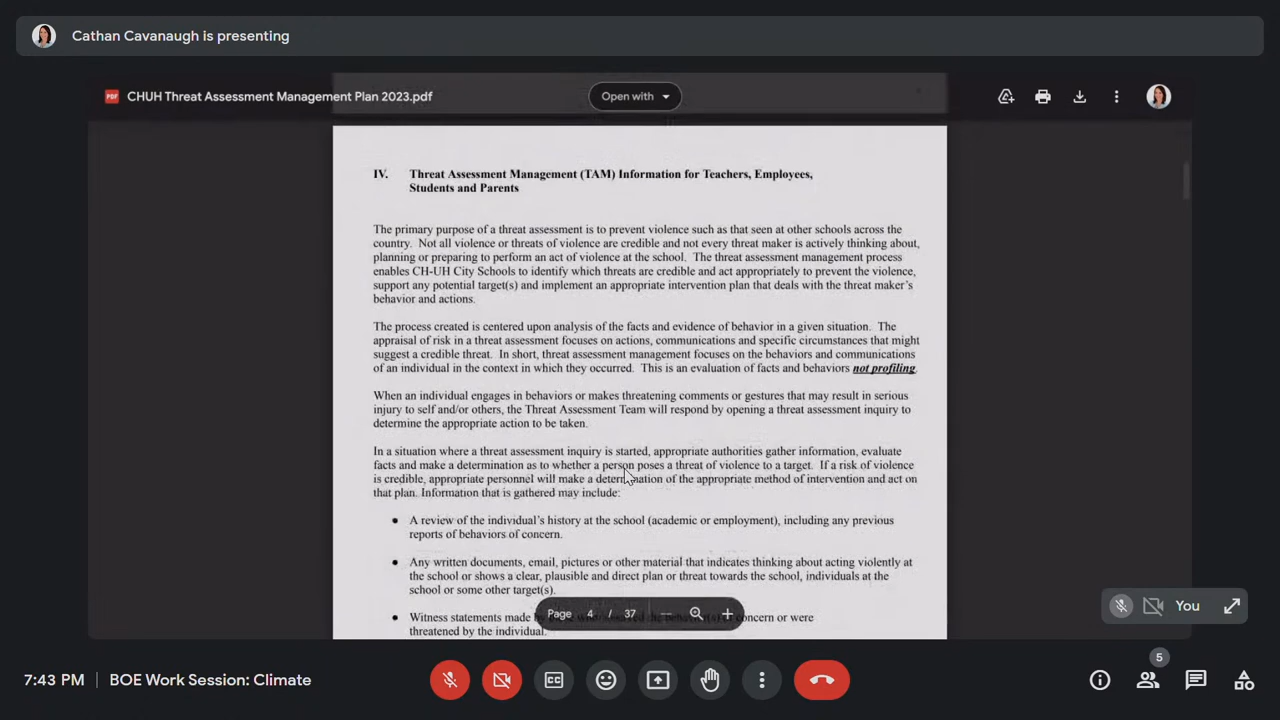 Cathan Cavanaugh is presenting
PDF CHUH Threat Assessment Management Plan 2023.pdf
Open with
IV. Threat Assessment Management (TAM) Information for Teachers, Employees,
Students and Parents
The primary purpose of a threat assessment is to prevent violence such as that seen at other schools across the
country. Not all violence or threats of violence are credible and not every threat maker is actively thinking about,
planning or preparing to perform an act of violence at the school. The threat assessment management process
enables CH-UH City Schools to identify which threats are credible and act appropriately to prevent the violence,
support any potential target(s) and implement an appropriate intervention plan that deals with the threat maker's
behavior and actions.
The process created is centered upon analysis of the facts and evidence of behavior in a given situation. The
appraisal of risk in a threat assessment focuses on actions, communications and specific circumstances that might
suggest a credible threat. In short, threat assessment management focuses on the behaviors and communications
of an individual in the context in which they occurred. This is an evaluation of facts and behaviors not profiling.
When an individual engages in behaviors or makes threatening comments or gestures that may result in serious
injury to self and/or others, the Threat Assessment Team will respond by opening a threat assessment inquiry to
determine the appropriate action to be taken.
In a situation where a threat assessment inquiry is started, appropriate authorities gather information, evaluate
facts and make a determination as to whether a person poses a threat of violence to a target. If a risk of violence
is credible, appropriate personnel will make a determination of the appropriate method of intervention and act on
that plan. Information that is gathered may include:
• A review of the individual's history at the school (academic or employment), including any previous
reports of behaviors of concern.
• Any written documents, email, pictures or other material that indicates thinking about acting violently at
the school or shows a clear, plausible and direct plan or threat towards the school, individuals at the
school or some other target(s).
• Witness statements made by concern or were
threatened by the individual.
Page 4 / 37
You
5
7:43 PM | BOE Work Session: Climate